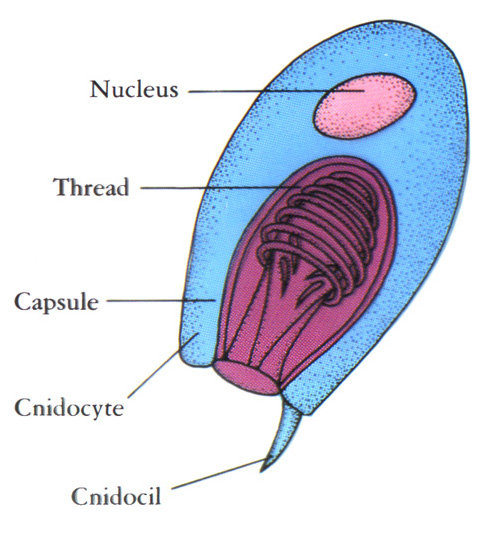 Nucleus
Thread
Capsule
Cnidocyte
Cnidocil